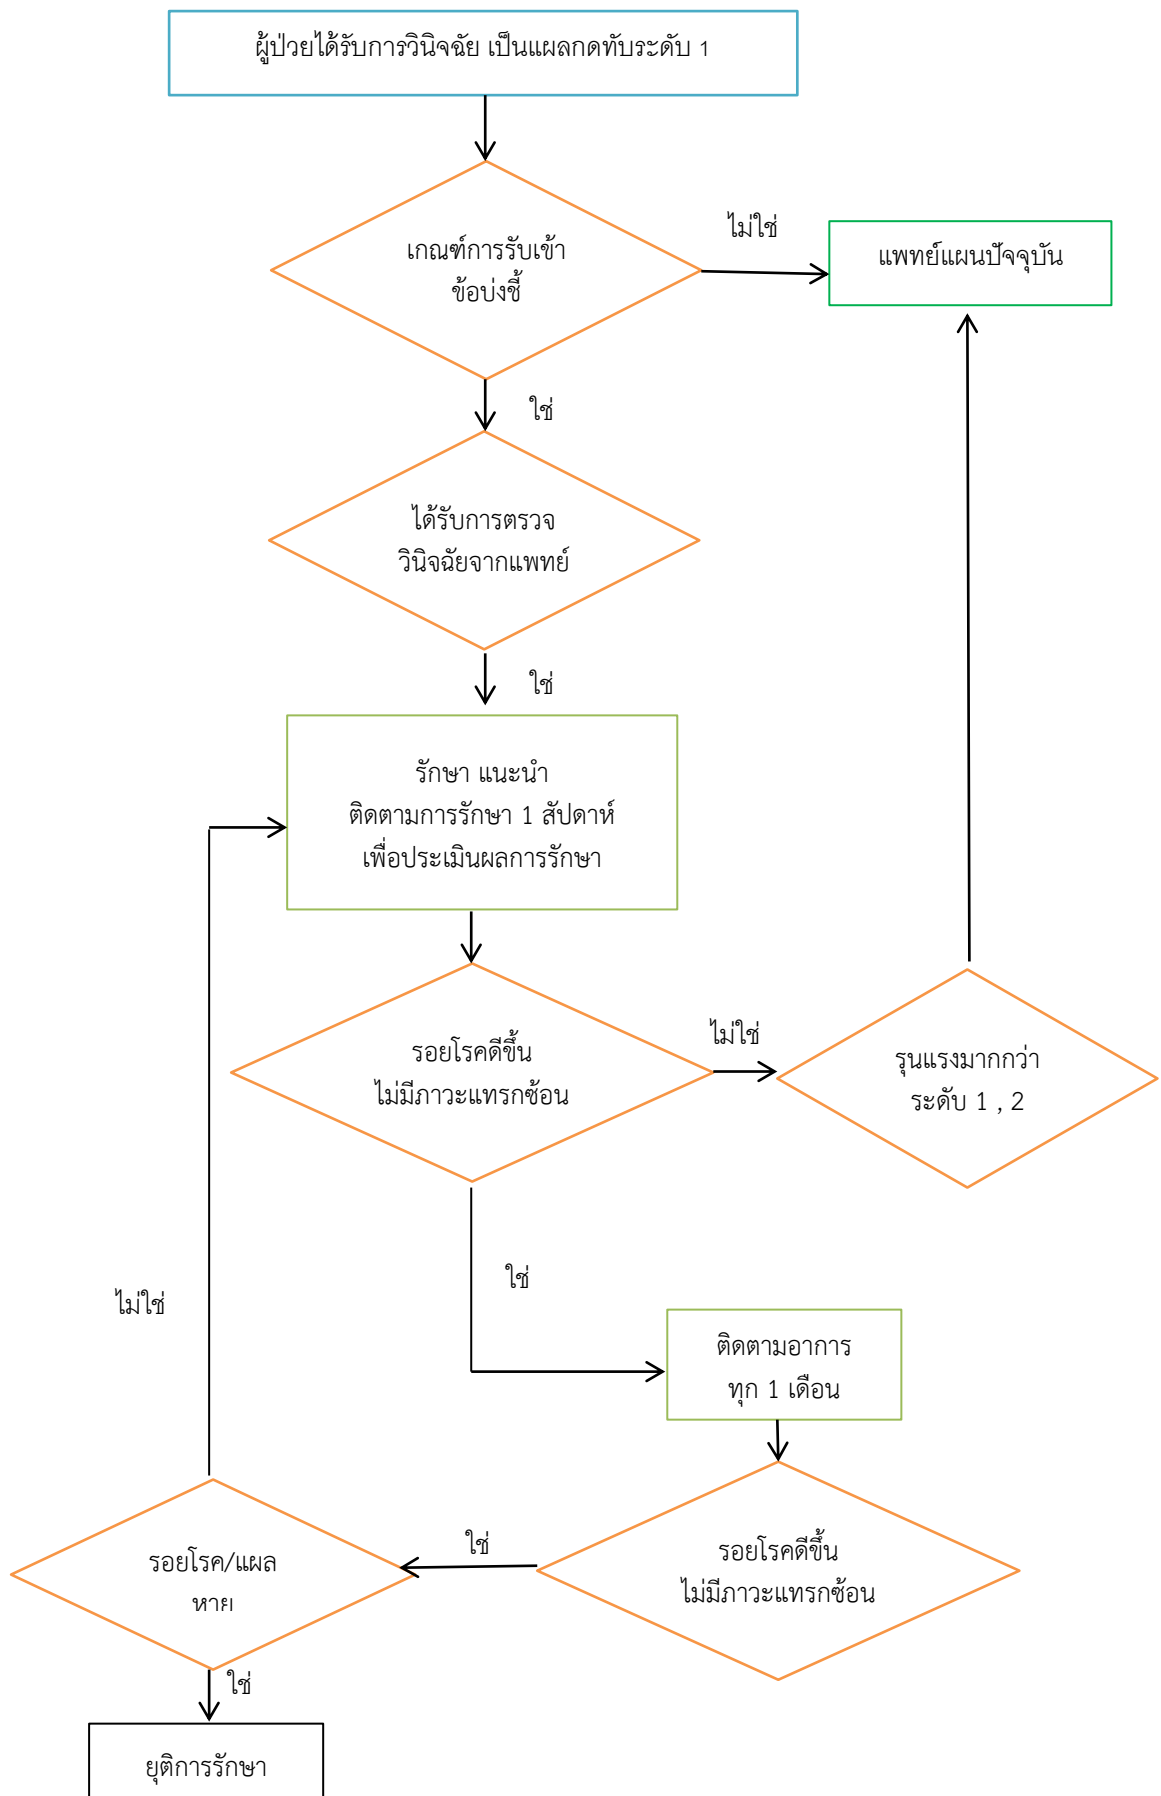 ผู้ป่วยได้รับการวินิจฉัย เป็นแผลกดทับระดับ 1
ไม่ใช่
เกณฑ์การรับเข้า
ข้อบ่งชี้
แพทย์แผนปัจจุบัน
ใช่
ได้รับการตรวจ
วินิจฉัยจากแพทย์
ใช่
รักษา แนะนำ
ติดตามการรักษา 1 สัปดาห์
เพื่อประเมินผลการรักษา
รอยโรคดีขึ้น
ไม่มีภาวะแทรกซ้อน
ไม่ใช่
รุนแรงมากกว่า
ระดับ 1 , 2
ใช่
ไม่ใช่
ติดตามอาการ
ทุก 1 เดือน
รอยโรคดีขึ้น
ไม่มีภาวะแทรกซ้อน
ใช่
รอยโรค/แผล
หาย
ใช่
ยุติการรักษา